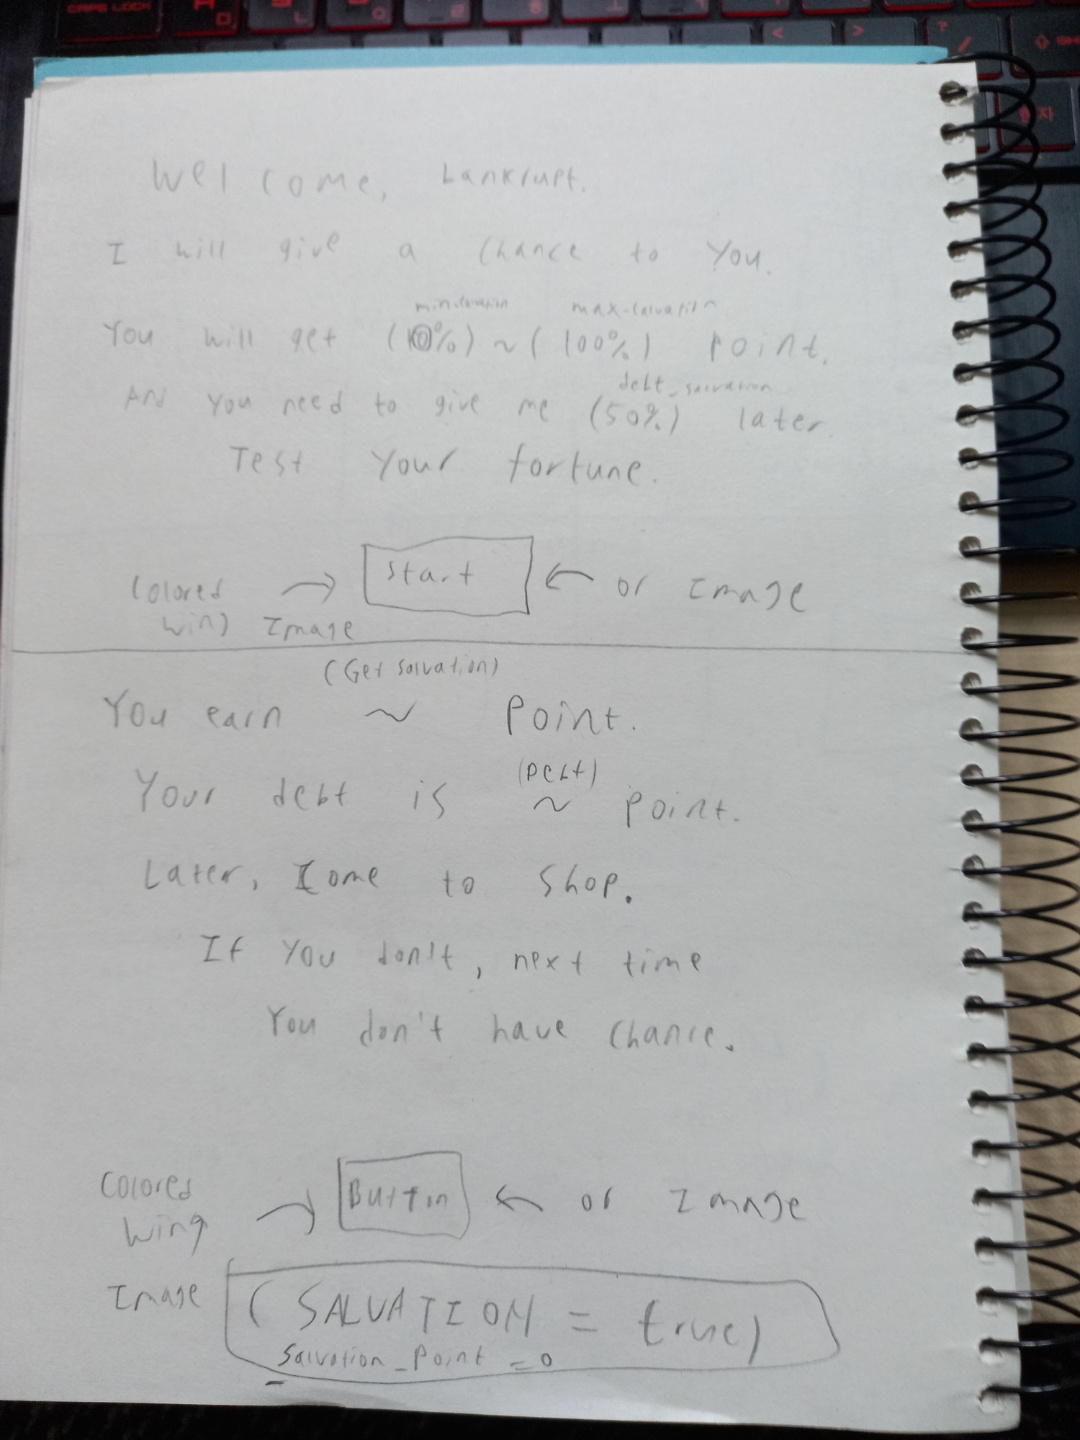 CAPS LOCK
Welcome, bankrupt.
I will give a chance to you.
max-salvation
You will get (10%) ~ (100%) point.
debt_salvation
And you need to give me (50%) later.
Test your fortune.
Start
Colored → ← or Image
wing Image
(Get salvation)
You earn ~ point.
(Debt)
Your debt is ~ point.
Later, come to shop.
If you don't, next time
You don't have chance.
Colored → Button ← or Image
wing
Image
(SALVATION = true)
Salvation_Point = 0